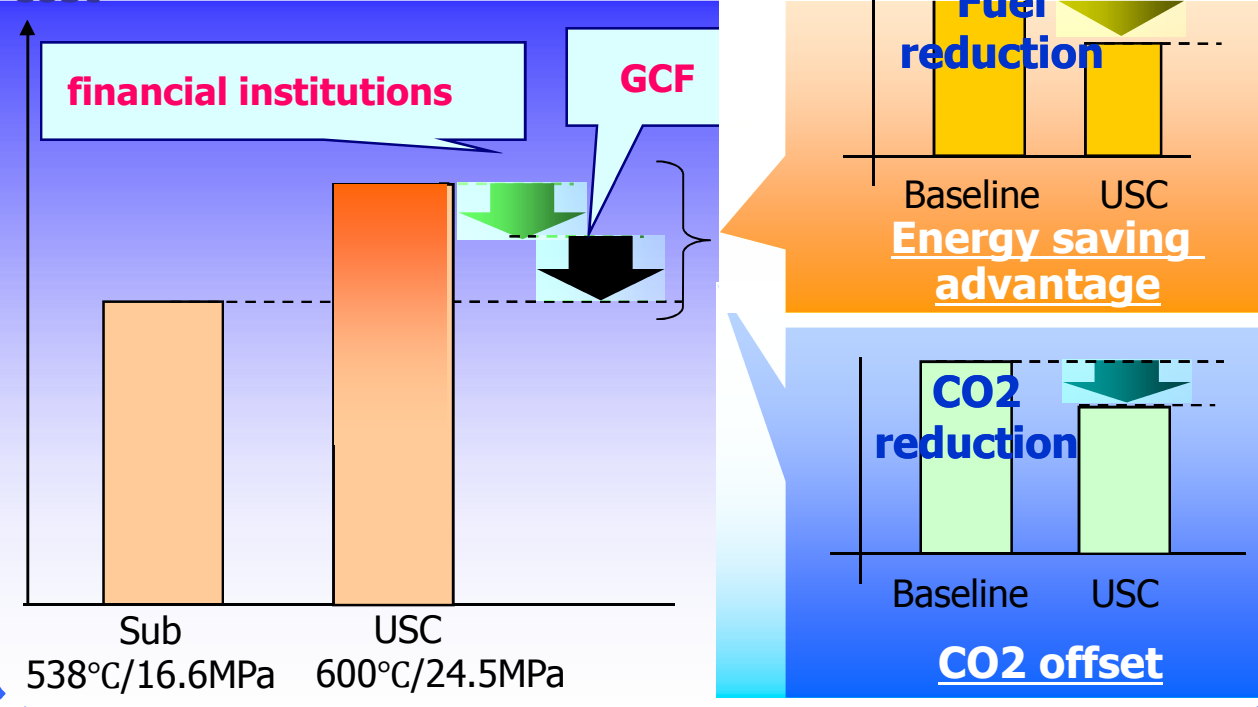 financial institutions
GCF
Sub
538℃/16.6MPa
USC
600℃/24.5MPa
Fuel
reduction
Baseline
USC
Energy saving
advantage
CO2
reduction
Baseline
USC
CO2 offset